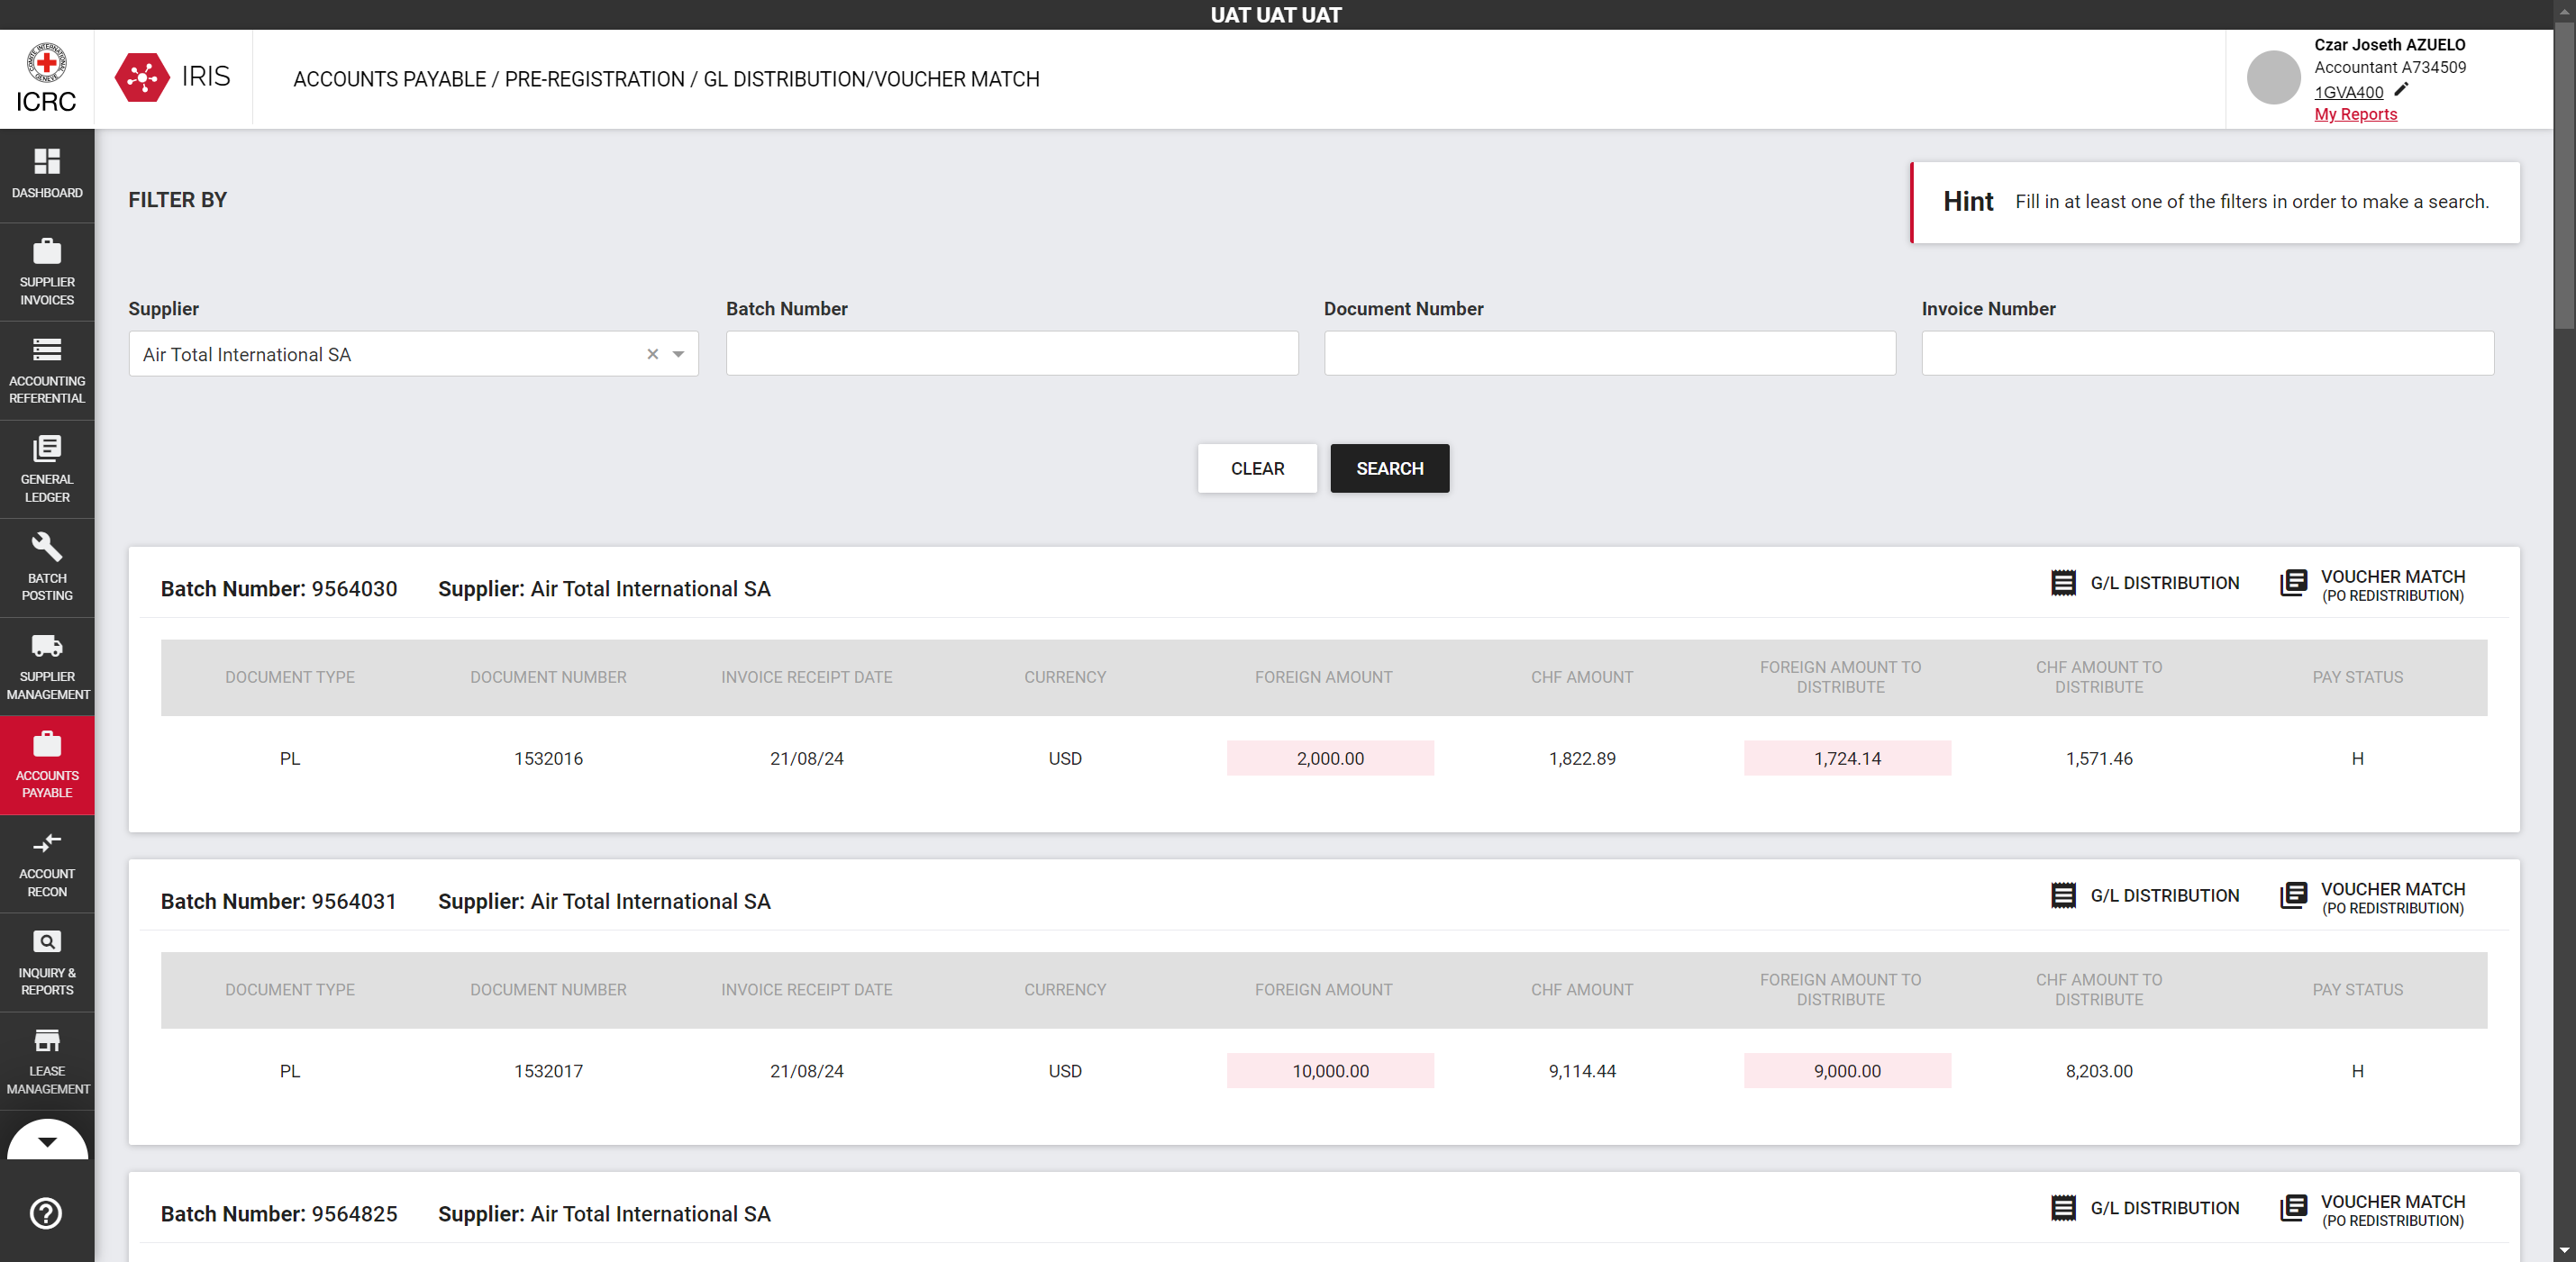 UAT UAT UAT
COMITE INTERNATIONAL GENEVE
ICRC
IRIS
ACCOUNTS PAYABLE / PRE-REGISTRATION / GL DISTRIBUTION/VOUCHER MATCH
Czar Joseth AZUELO
Accountant A734509
1GVA400
My Reports
DASHBOARD
SUPPLIER
INVOICES
ACCOUNTING
REFERENTIAL
GENERAL
LEDGER
BATCH
POSTING
SUPPLIER
MANAGEMENT
ACCOUNTS
PAYABLE
ACCOUNT
RECON
INQUIRY &
REPORTS
LEASE
MANAGEMENT
FILTER BY
Hint Fill in at least one of the filters in order to make a search.
Supplier Batch Number Document Number Invoice Number
Air Total International SA
CLEAR SEARCH
Batch Number: 9564030 Supplier: Air Total International SA G/L DISTRIBUTION VOUCHER MATCH
(PO REDISTRIBUTION)
DOCUMENT TYPE DOCUMENT NUMBER INVOICE RECEIPT DATE CURRENCY FOREIGN AMOUNT CHF AMOUNT FOREIGN AMOUNT TO DISTRIBUTE CHF AMOUNT TO DISTRIBUTE PAY STATUS
PL 1532016 21/08/24 USD 2,000.00 1,822.89 1,724.14 1,571.46 H
Batch Number: 9564031 Supplier: Air Total International SA G/L DISTRIBUTION VOUCHER MATCH
(PO REDISTRIBUTION)
DOCUMENT TYPE DOCUMENT NUMBER INVOICE RECEIPT DATE CURRENCY FOREIGN AMOUNT CHF AMOUNT FOREIGN AMOUNT TO DISTRIBUTE CHF AMOUNT TO DISTRIBUTE PAY STATUS
PL 1532017 21/08/24 USD 10,000.00 9,114.44 9,000.00 8,203.00 H
Batch Number: 9564825 Supplier: Air Total International SA G/L DISTRIBUTION VOUCHER MATCH
(PO REDISTRIBUTION)